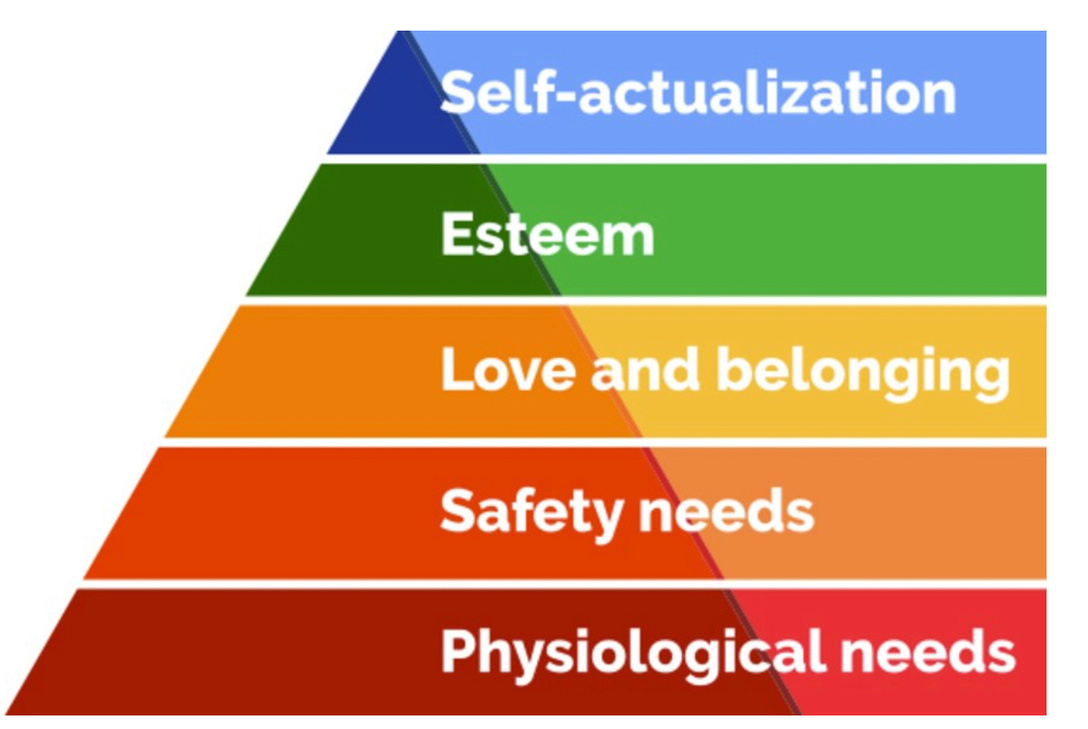 Self-actualization
Esteem
Love and belonging
Safety needs
Physiological needs